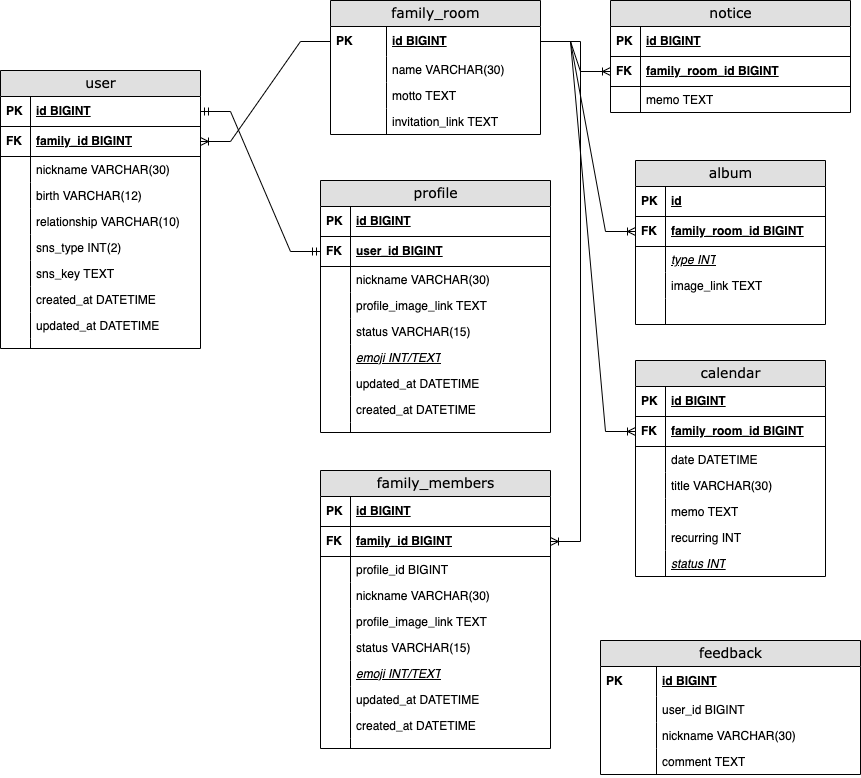 family_room
PK id BIGINT
name VARCHAR(30)
motto TEXT
invitation_link TEXT
notice
PK id BIGINT
FK family_room_id BIGINT
memo TEXT
user
PK id BIGINT
FK family_id BIGINT
nickname VARCHAR(30)
birth VARCHAR(12)
relationship VARCHAR(10)
sns_type INT(2)
sns_key TEXT
created_at DATETIME
updated_at DATETIME
profile
PK id BIGINT
FK user_id BIGINT
nickname VARCHAR(30)
profile_image_link TEXT
status VARCHAR(15)
emoji INT/TEXT
updated_at DATETIME
created_at DATETIME
album
PK id
FK family_room_id BIGINT
type INT
image_link TEXT
calendar
PK id BIGINT
FK family_room_id BIGINT
date DATETIME
title VARCHAR(30)
memo TEXT
recurring INT
status INT
family_members
PK id BIGINT
FK family_id BIGINT
profile_id BIGINT
nickname VARCHAR(30)
profile_image_link TEXT
status VARCHAR(15)
emoji INT/TEXT
updated_at DATETIME
created_at DATETIME
feedback
PK id BIGINT
user_id BIGINT
nickname VARCHAR(30)
comment TEXT